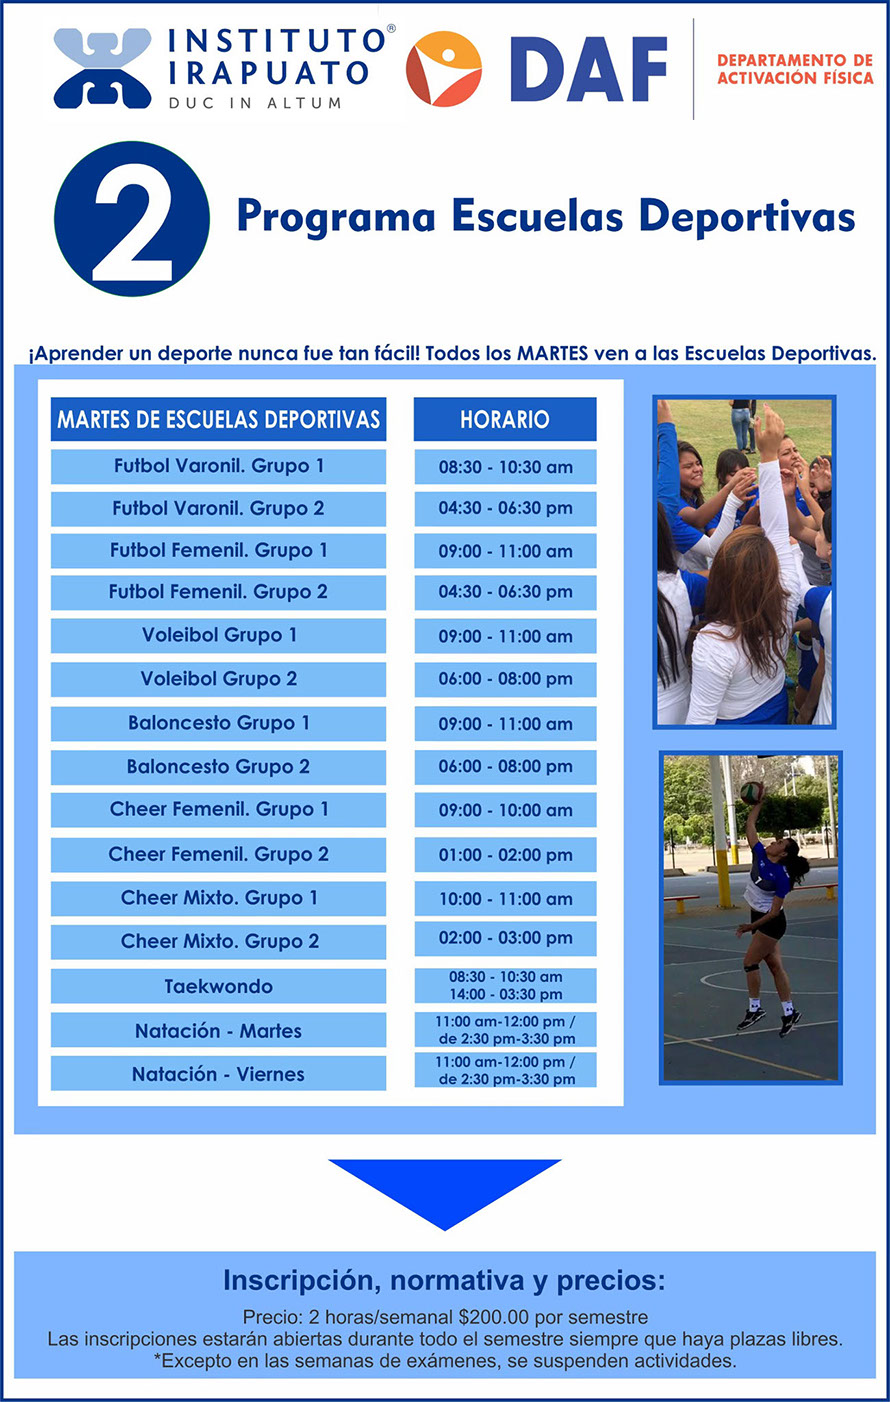 INSTITUTO®
IRAPUATO
DUC IN ALTUM
DAF
DEPARTAMENTO DE
ACTIVACIÓN FÍSICA
2
Programa Escuelas Deportivas
¡Aprender un deporte nunca fue tan fácil! Todos los MARTES ven a las Escuelas Deportivas.
MARTES DE ESCUELAS DEPORTIVAS HORARIO
Futbol Varonil. Grupo 1 08:30 - 10:30 am
Futbol Varonil. Grupo 2 04:30 - 06:30 pm
Futbol Femenil. Grupo 1 09:00 - 11:00 am
Futbol Femenil. Grupo 2 04:30 - 06:30 pm
Voleibol Grupo 1 09:00 - 11:00 am
Voleibol Grupo 2 06:00 - 08:00 pm
Baloncesto Grupo 1 09:00 - 11:00 am
Baloncesto Grupo 2 06:00 - 08:00 pm
Cheer Femenil. Grupo 1 09:00 - 10:00 am
Cheer Femenil. Grupo 2 01:00 - 02:00 pm
Cheer Mixto. Grupo 1 10:00 - 11:00 am
Cheer Mixto. Grupo 2 02:00 - 03:00 pm
Taekwondo 08:30 - 10:30 am
14:00 - 03:30 pm
Natación - Martes 11:00 am-12:00 pm /
de 2:30 pm-3:30 pm
Natación - Viernes 11:00 am-12:00 pm /
de 2:30 pm-3:30 pm
Inscripción, normativa y precios:
Precio: 2 horas/semanal $200.00 por semestre
Las inscripciones estarán abiertas durante todo el semestre siempre que haya plazas libres.
*Excepto en las semanas de exámenes, se suspenden actividades.